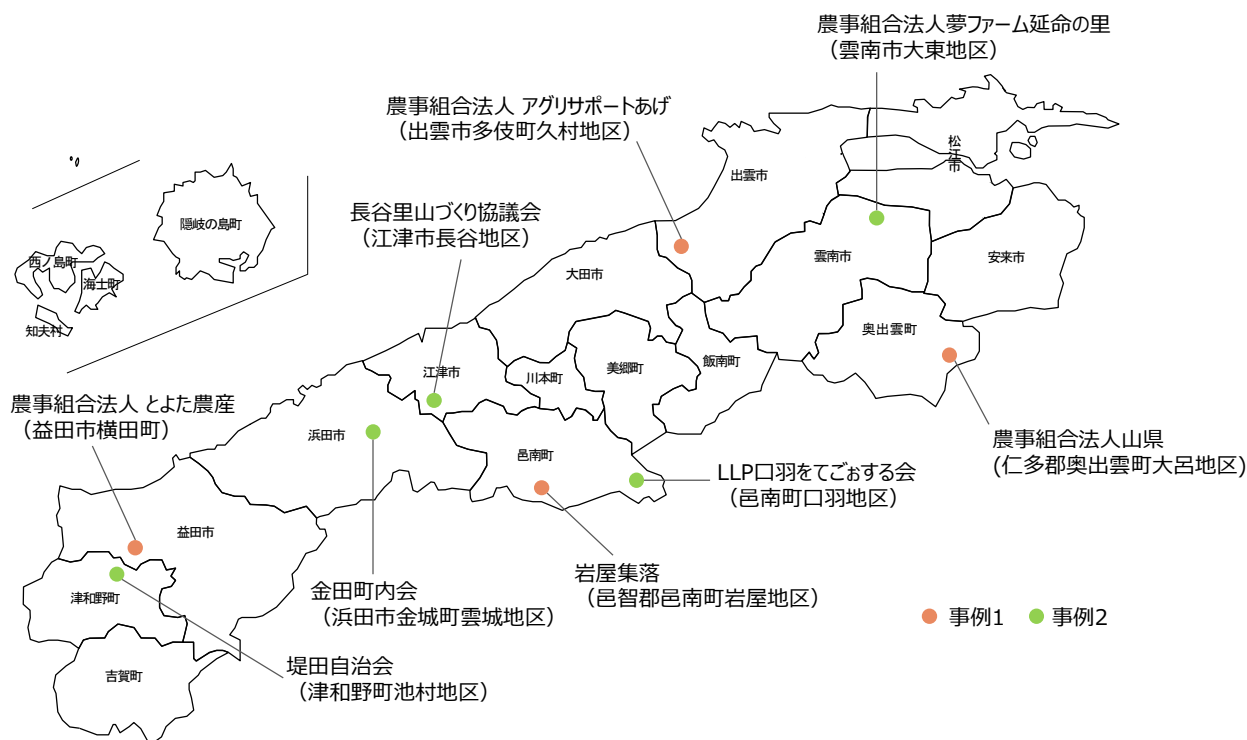 農事組合法人夢ファーム延命の里
（雲南市大東地区）
農事組合法人 アグリサポートあげ
（出雲市多伎町久村地区）
松江市
出雲市
隠岐の島町
長谷里山づくり協議会
（江津市長谷地区）
西ノ島町
海士町
知夫村
大田市
雲南市
安来市
奥出雲町
江津市
川本町
美郷町
飯南町
農事組合法人 とよた農産
（益田市横田町）
浜田市
邑南町
農事組合法人山県
(仁多郡奥出雲町大呂地区)
LLP口羽をてごぉする会
（邑南町口羽地区）
益田市
岩屋集落
（邑智郡邑南町岩屋地区）
金田町内会
（浜田市金城町雲城地区）
津和野町
事例1
事例2
堤田自治会
（津和野町池村地区）
吉賀町